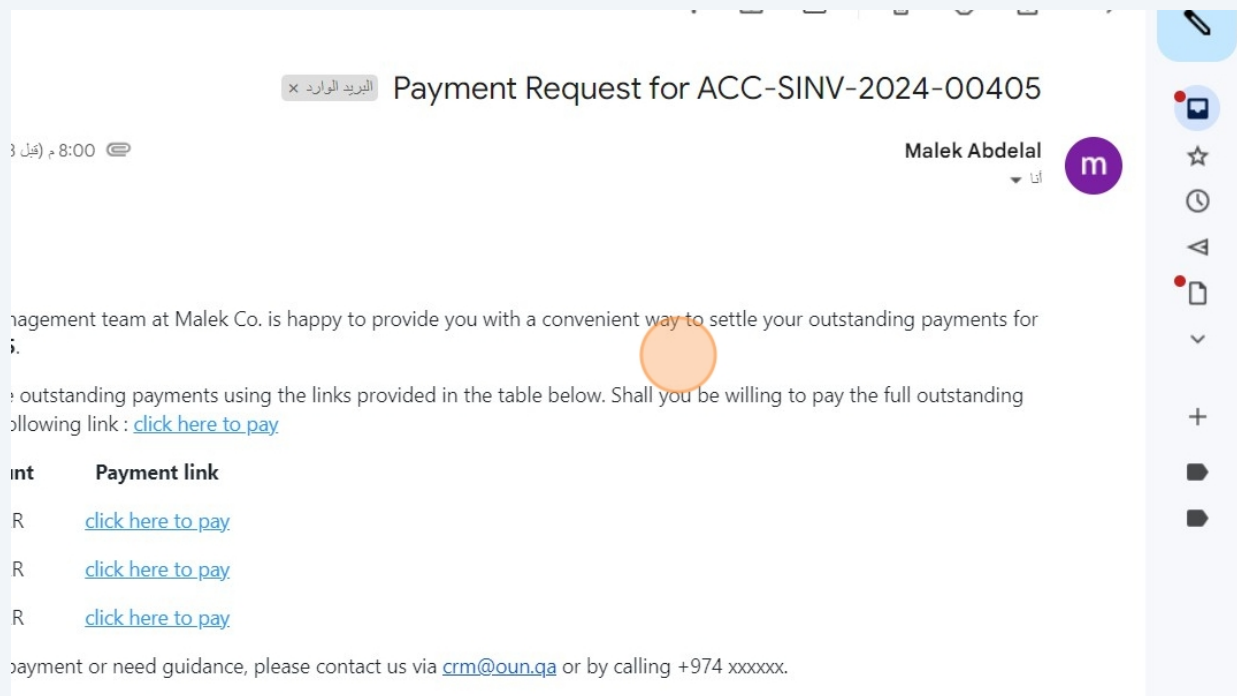 البريد الوارد ×
Payment Request for ACC-SINV-2024-00405
8:00 م (قبل
Malek Abdelal
m
أنا
team at Malek Co. is happy to provide you with a convenient way to settle your outstanding payments for
outstanding payments using the links provided in the table below. Shall you be willing to pay the full outstanding
link : click here to pay
Payment link
R click here to pay
R click here to pay
R click here to pay
payment or need guidance, please contact us via crm@oun.qa or by calling +974 xxxxxx.